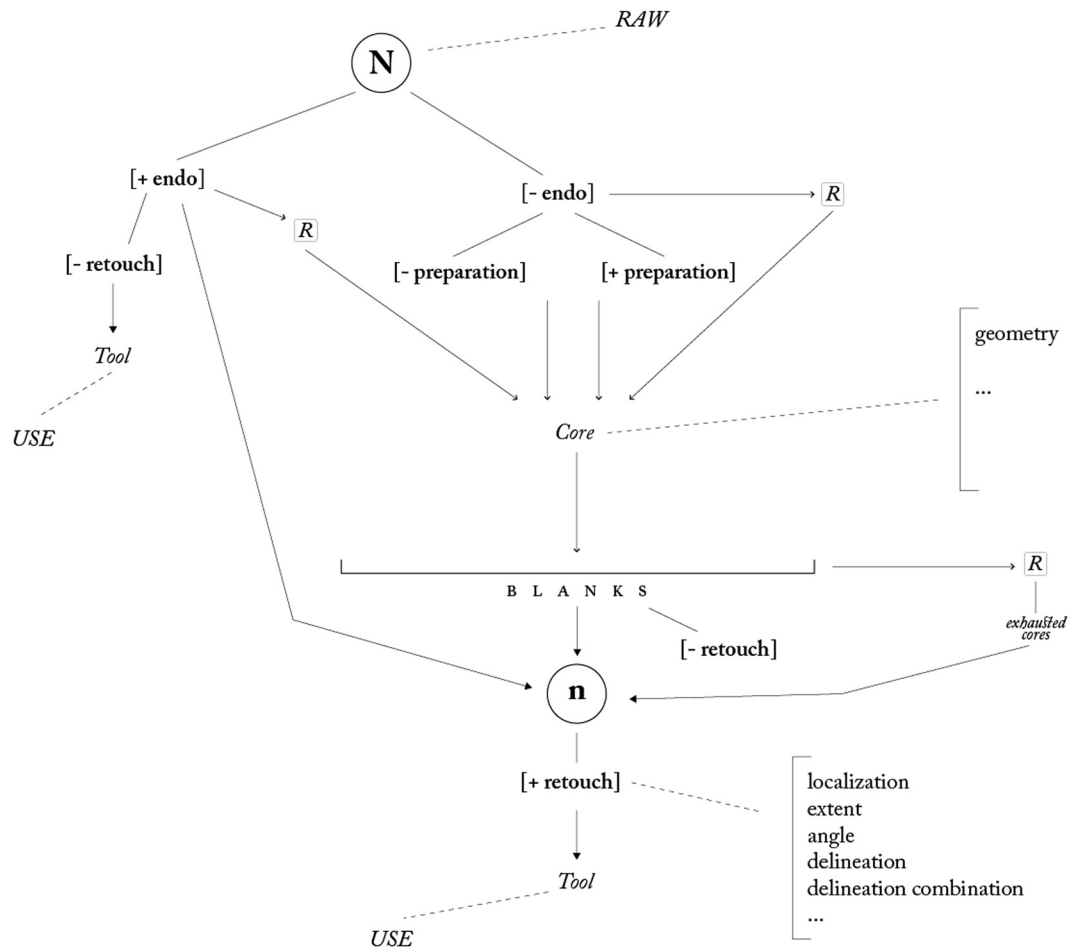 RAW
N
[+ endo]
[- endo]
R
R
[- retouch]
[- preparation]
[+ preparation]
Tool
USE
geometry
...
Core
BLANKS
R
exhausted
cores
[- retouch]
n
[+ retouch]
localization
extent
angle
delineation
delineation combination
...
Tool
USE